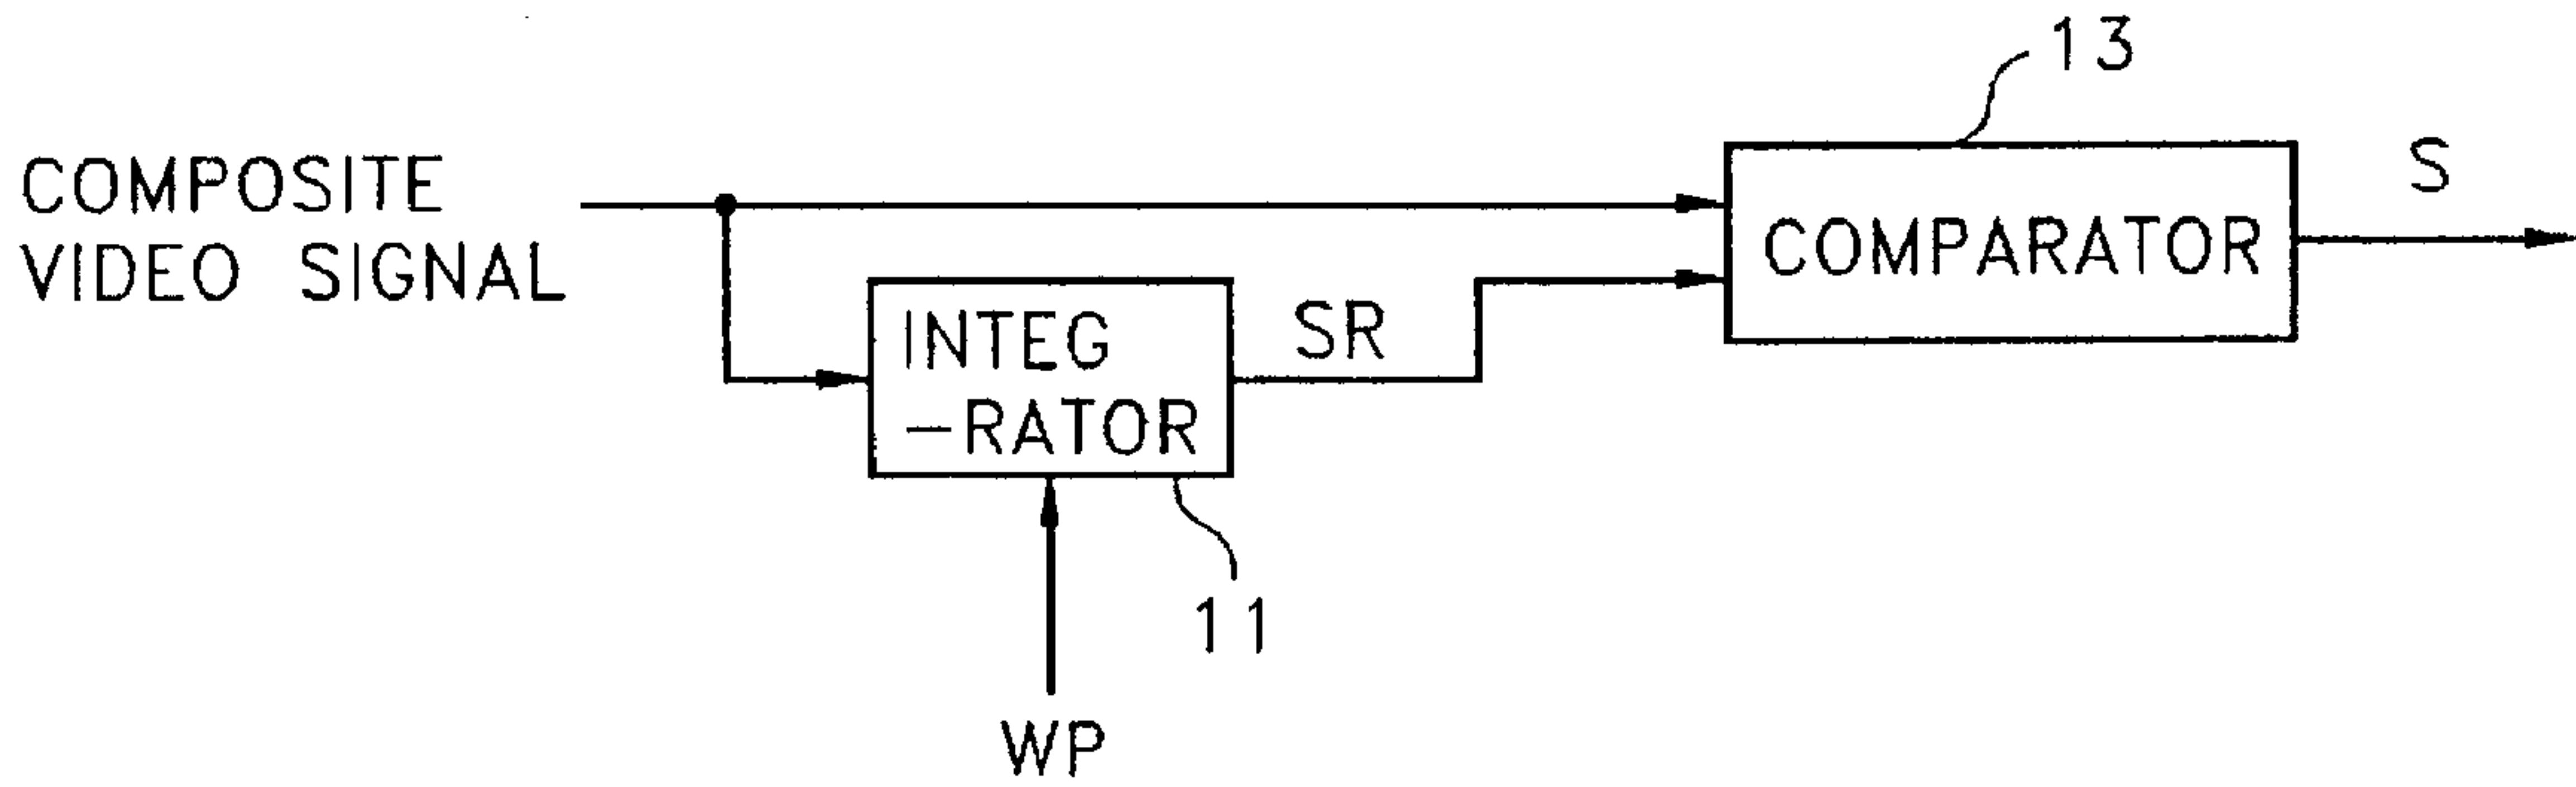 13
COMPOSITE
VIDEO SIGNAL
COMPARATOR
S
INTEG
-RATOR
SR
11
WP